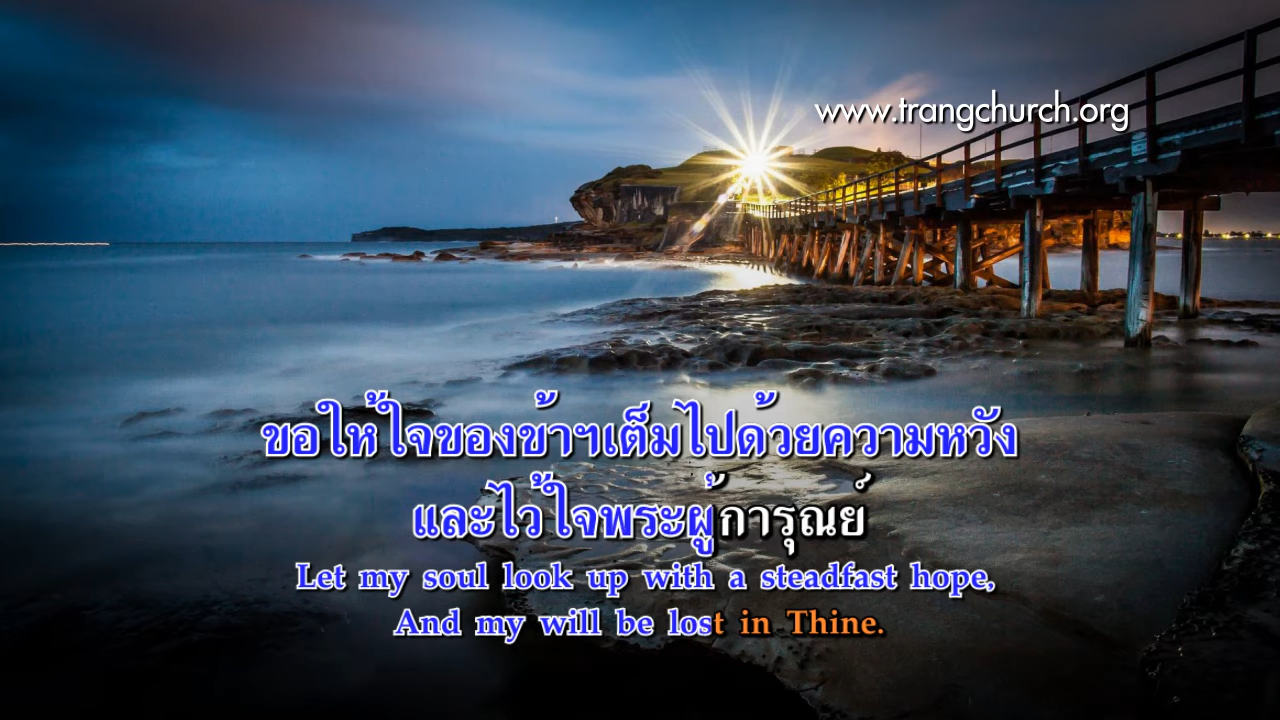 www.trangchurch.org
ขอให้ใจของข้าฯเต็มไปด้วยความหวัง
และไว้ใจพระผู้การุณย์
Let my soul look up with a steadfast hope,
And my will be lost in Thine.